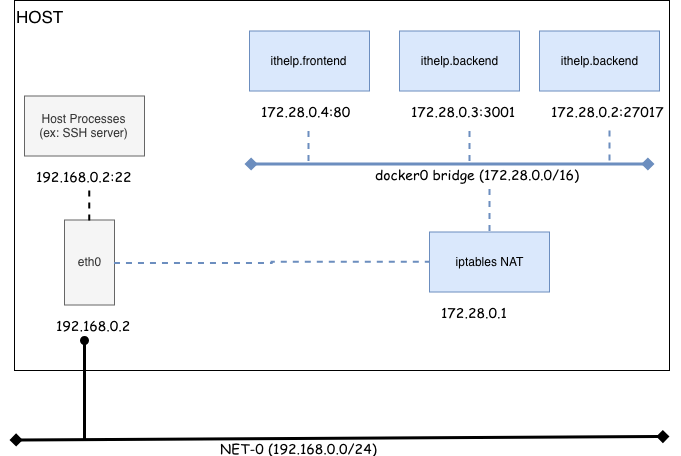 HOST
ithelp.frontend
ithelp.backend
ithelp.backend
172.28.0.4:80
172.28.0.3:3001
172.28.0.2:27017
Host Processes
(ex: SSH server)
192.168.0.2:22
docker0 bridge (172.28.0.0/16)
eth0
iptables NAT
192.168.0.2
172.28.0.1
NET-0 (192.168.0.0/24)